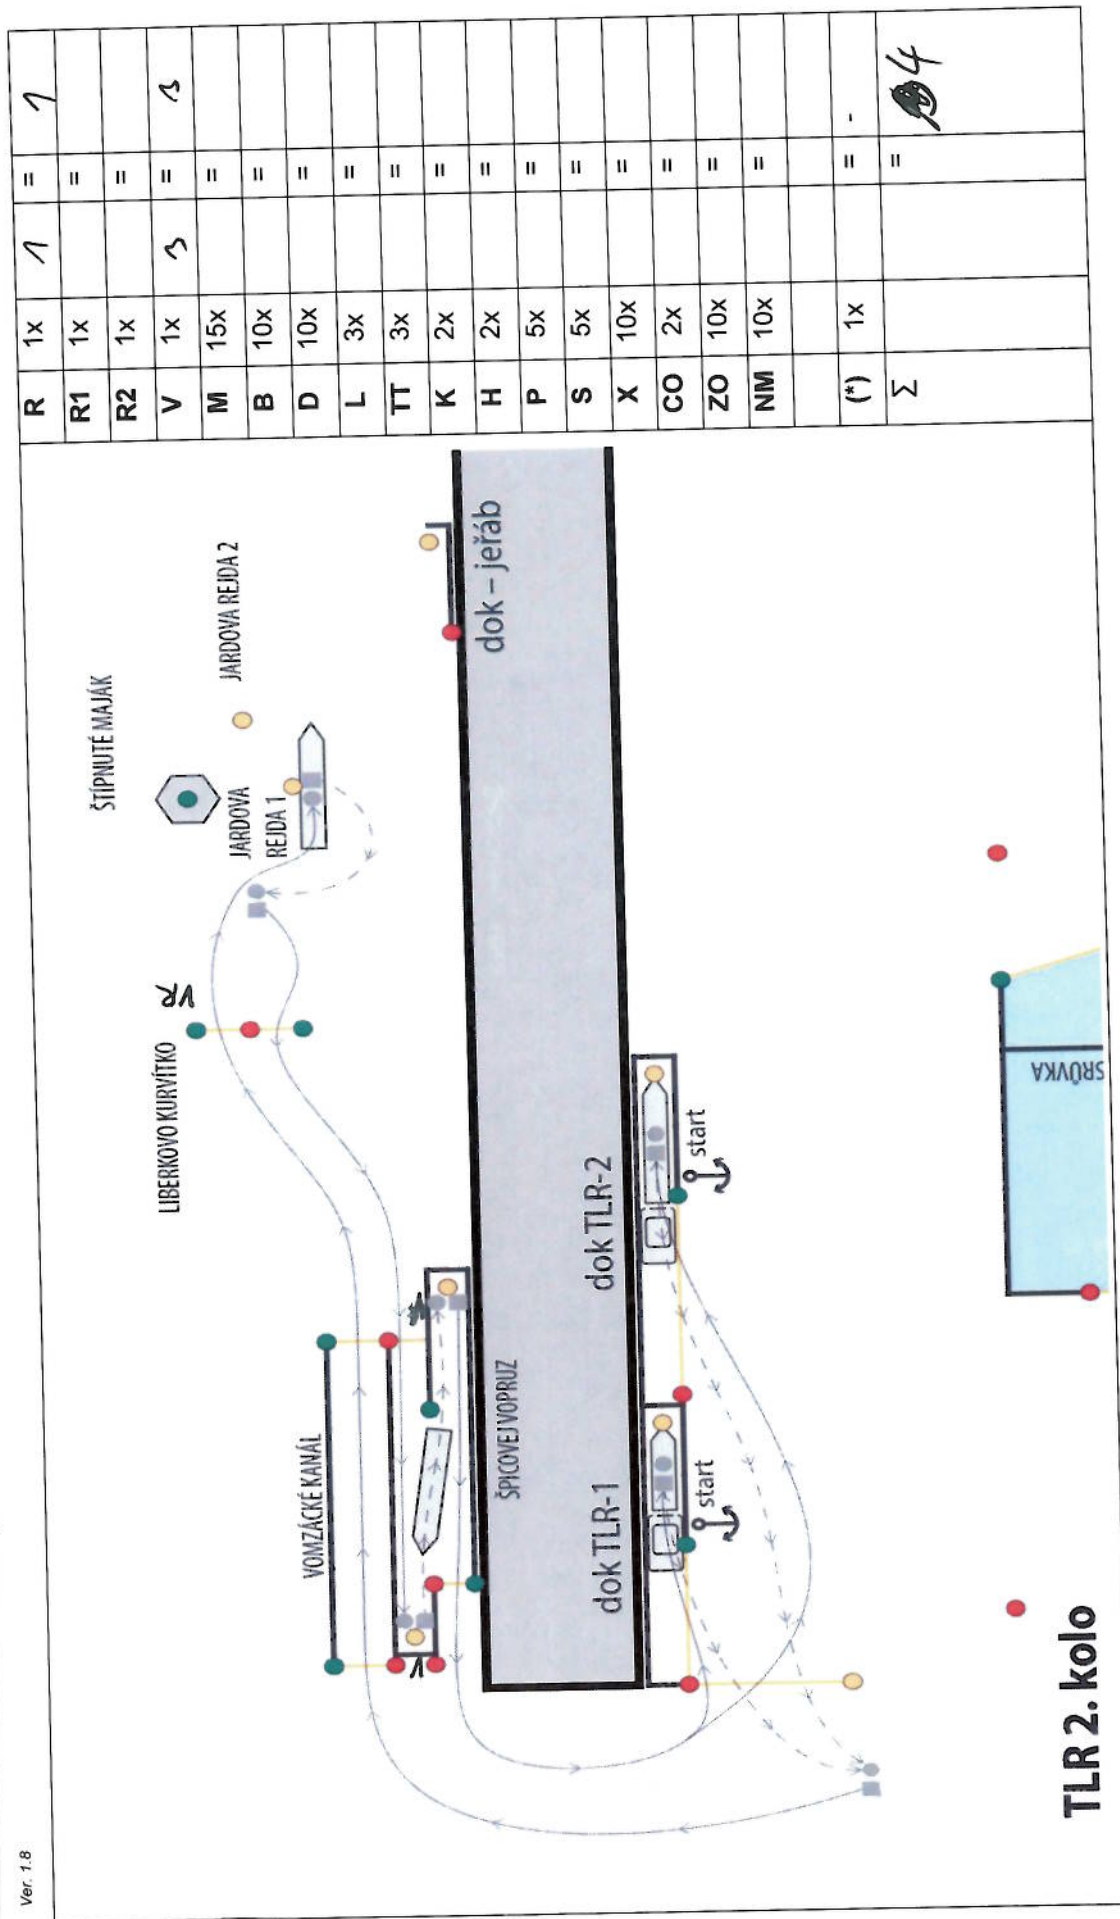 Ver. 1.8
R 1x 1 = 1
R1 1x =
R2 1x =
V 1x 3 = 3
M 15x =
B 10x =
D 10x =
L 3x =
TT 3x =
K 2x =
H 2x =
P 5x =
S 5x =
X 10x =
CO 2x =
ZO 10x =
NM 10x =
(*) 1x = -
Σ = 4
ŠTÍPNUTÉ MAJÁK
JARDOVA REJDA 2
JARDOVA
REJDA 1
LIBERKOVO KURVÍTKO
VR
VOMZÁCKÉ KANÁL
V
ŠPICOVEJ VOPRUZ
dok – jeřáb
dok TLR-1
dok TLR-2
start
start
SRŮVKA
TLR 2. kolo